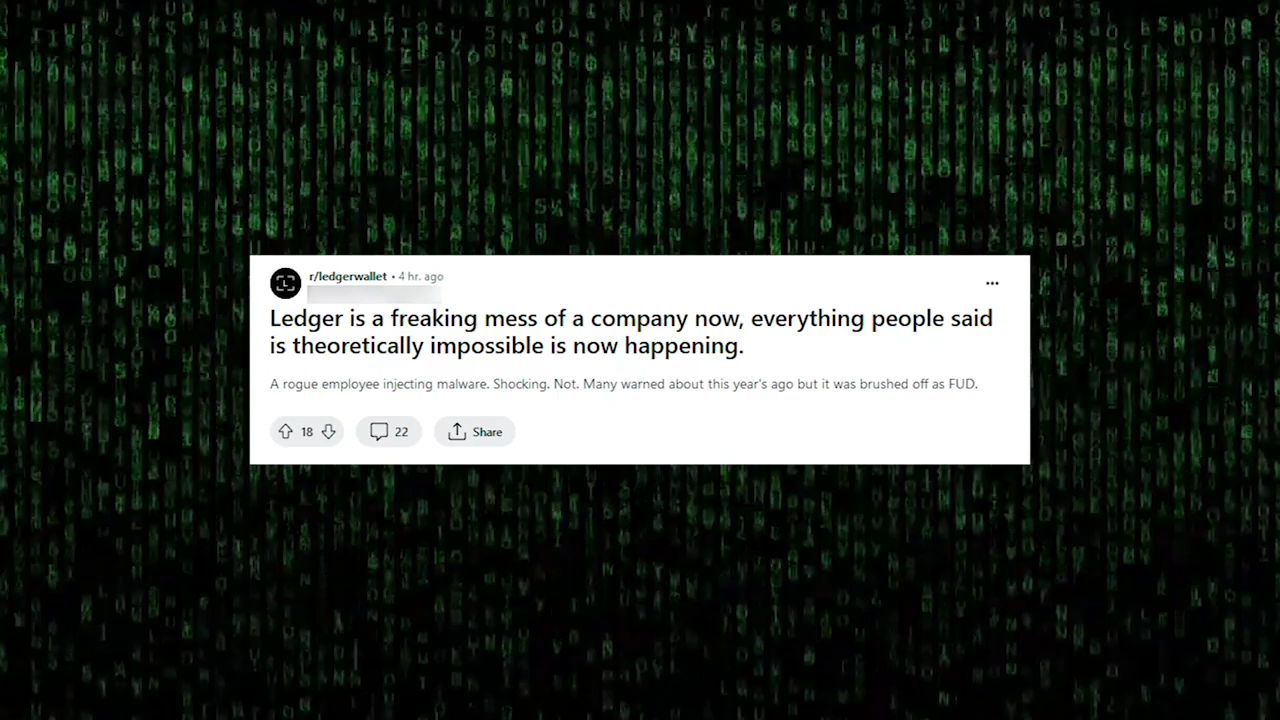 r/ledgerwallet • 4 hr. ago
Ledger is a freaking mess of a company now, everything people said
is theoretically impossible is now happening.
A rogue employee injecting malware. Shocking. Not. Many warned about this year's ago but it was brushed off as FUD.
18
22
Share